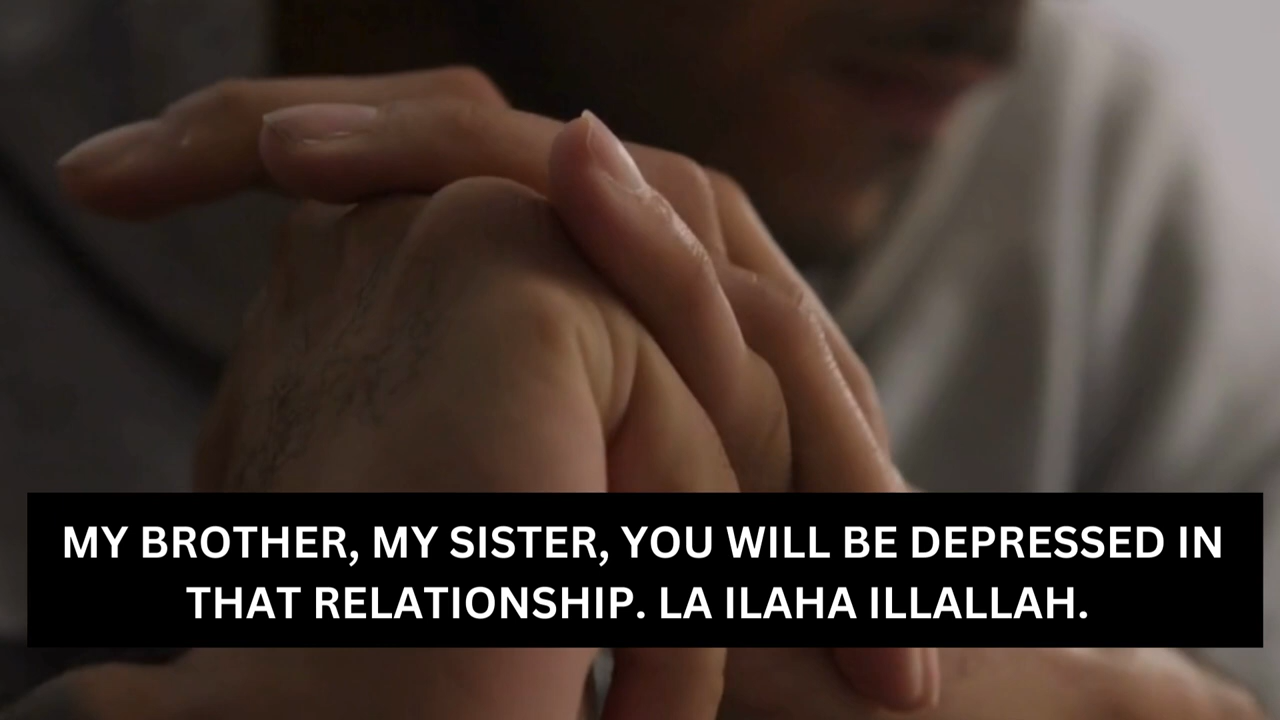 MY BROTHER, MY SISTER, YOU WILL BE DEPRESSED IN
THAT RELATIONSHIP. LA ILAHA ILLALLAH.